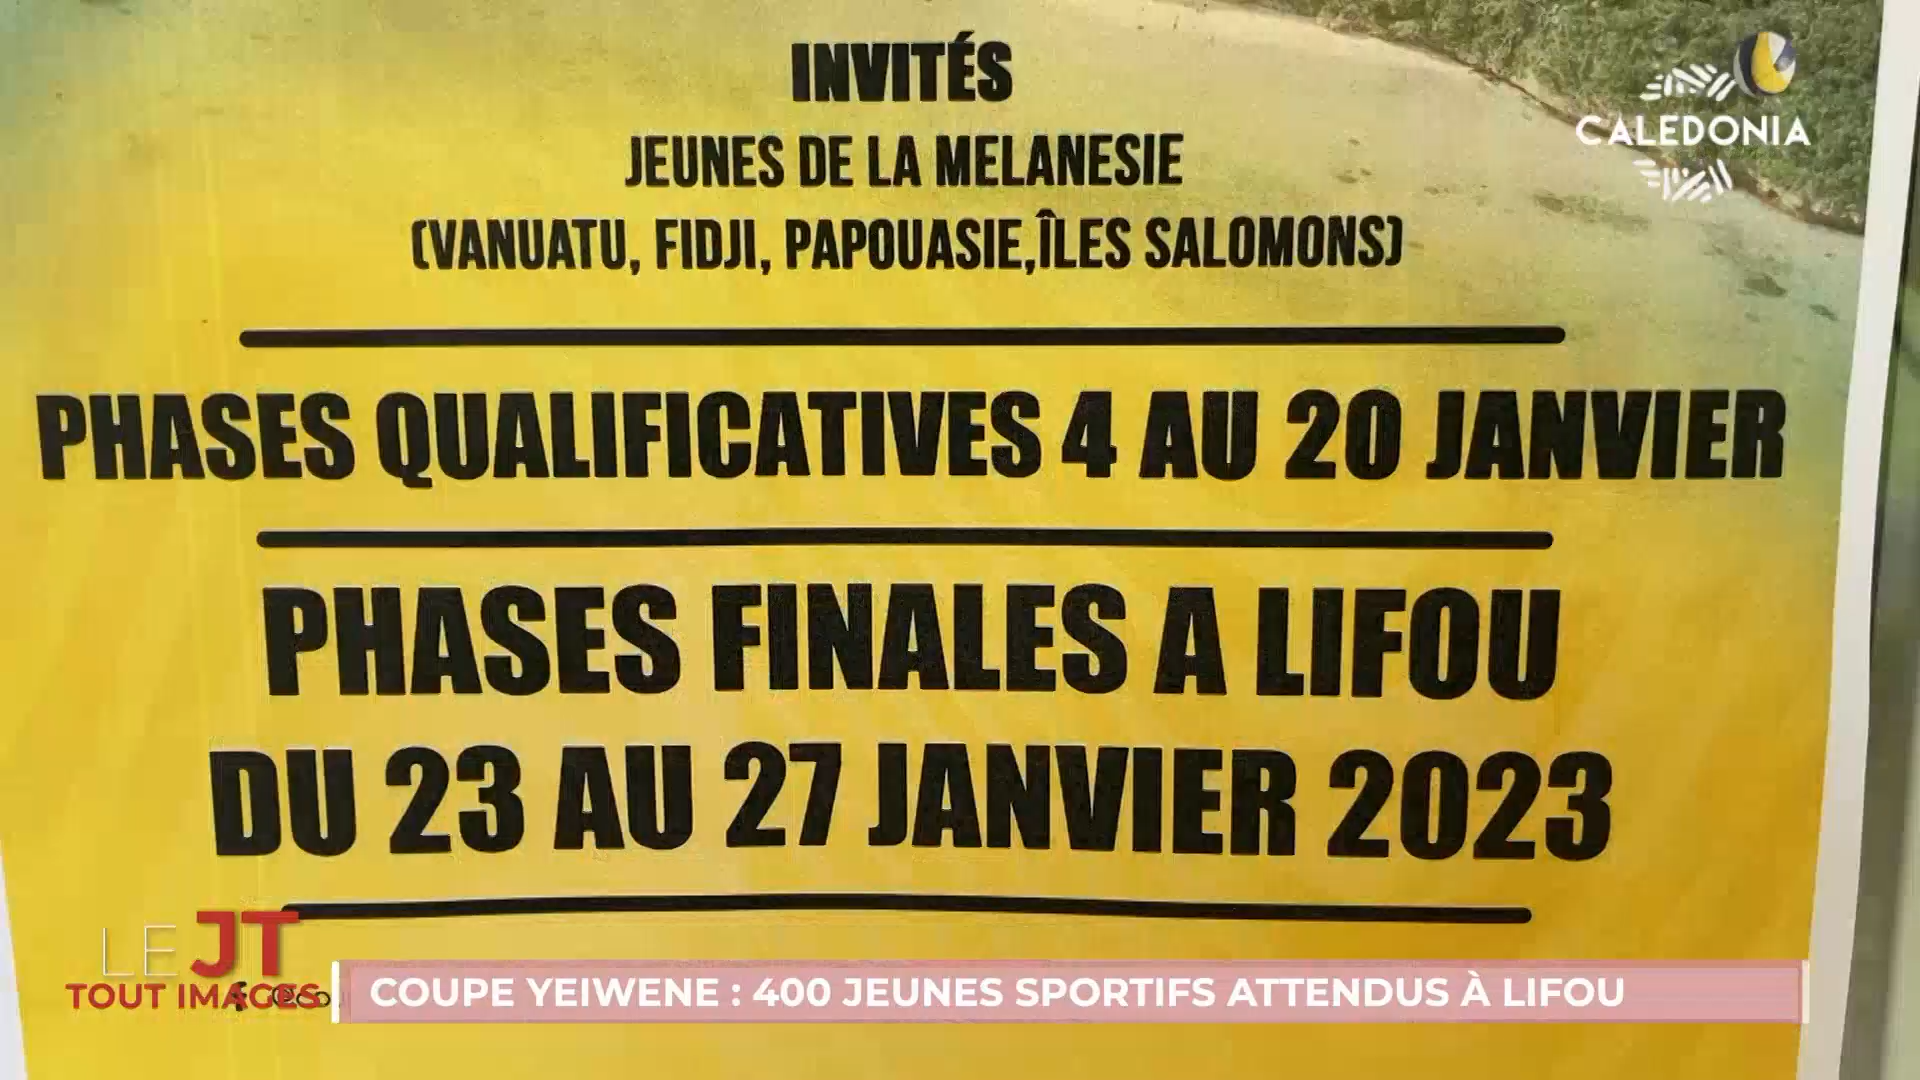 INVITÉS
JEUNES DE LA MELANESIE
(VANUATU, FIDJI, PAPOUASIE,ÎLES SALOMONS)
CALEDONIA
PHASES QUALIFICATIVES 4 AU 20 JANVIER
PHASES FINALES A LIFOU
DU 23 AU 27 JANVIER 2023
LE JT
TOUT IMAGES
COUPE YEIWENE : 400 JEUNES SPORTIFS ATTENDUS À LIFOU